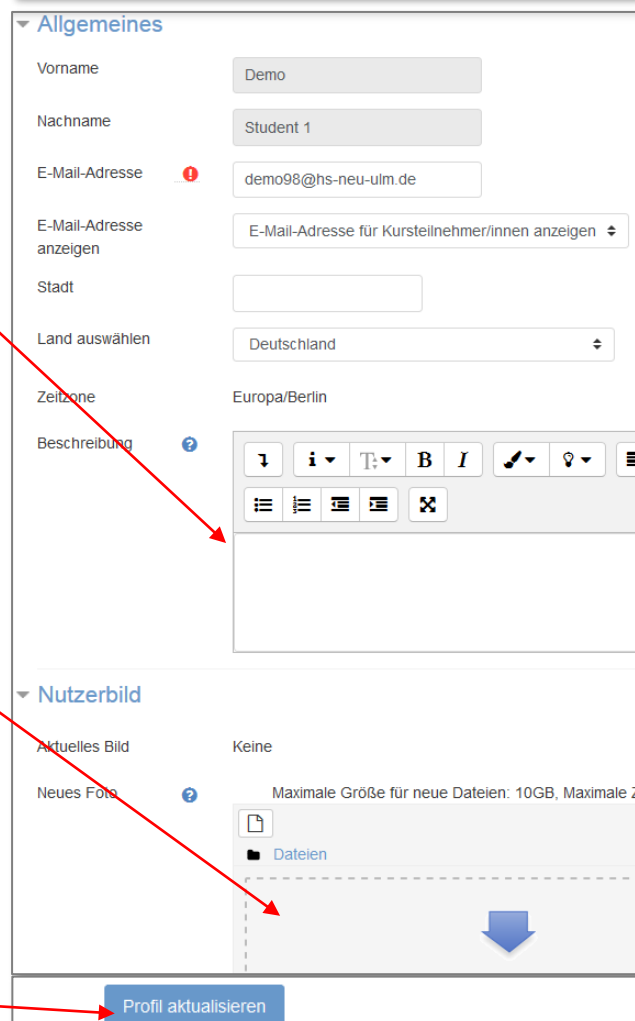 Allgemeines
Vorname
Demo
Nachname
Student 1
E-Mail-Adresse
demo98@hs-neu-ulm.de
E-Mail-Adresse
anzeigen
E-Mail-Adresse für Kursteilnehmer/innen anzeigen
Stadt
Land auswählen
Deutschland
Zeitzone
Europa/Berlin
Beschreibung
B I
Nutzerbild
Aktuelles Bild
Keine
Neues Foto
Maximale Größe für neue Dateien: 10GB, Maximale
Dateien
Profil aktualisieren